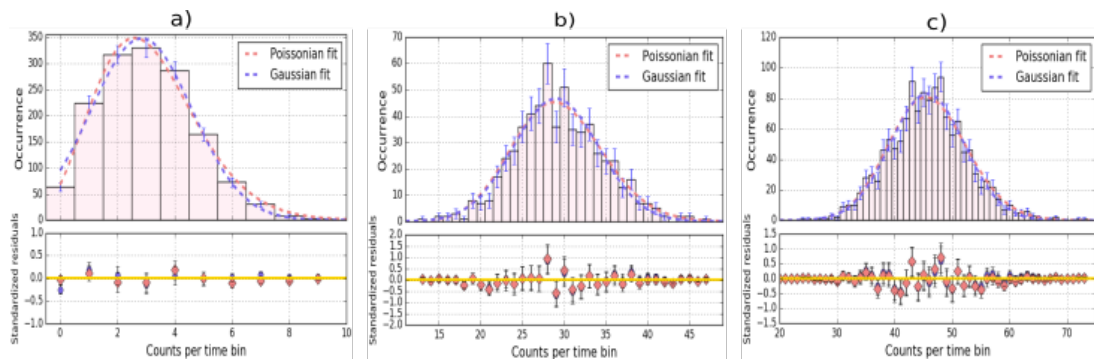 a)
b)
c)
350
300
250
200
150
100
50
0
Occurrence
Poissonian fit
Gaussian fit
1.0
0.5
0.0
−0.5
−1.0
Standardized residuals
0 2 4 6 8 10
Counts per time bin
70
60
50
40
30
20
10
0
Occurrence
Poissonian fit
Gaussian fit
2.0
1.5
1.0
0.5
0.0
−0.5
−1.0
−1.5
−2.0
Standardized residuals
15 20 25 30 35 40 45
Counts per time bin
120
100
80
60
40
20
0
Occurrence
Poissonian fit
Gaussian fit
1.5
1.0
0.5
0.0
−0.5
−1.0
−1.5
Standardized residuals
20 30 40 50 60 70
Counts per time bin